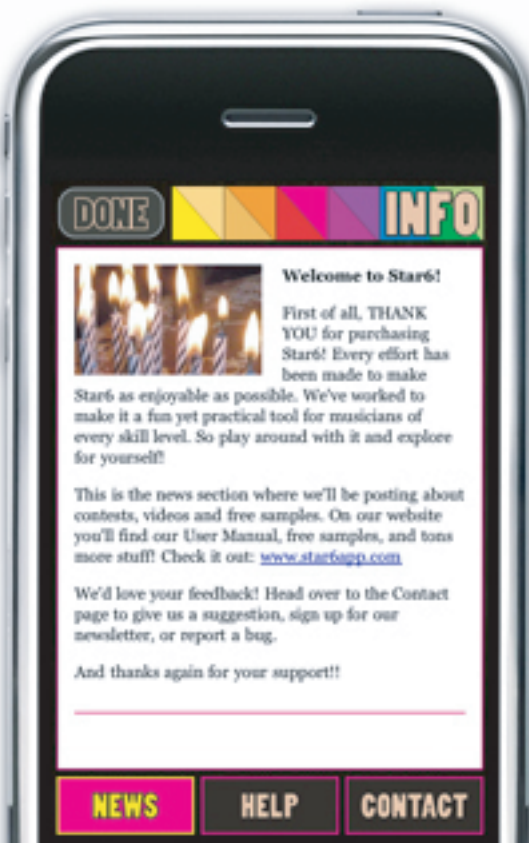 DONE
INFO
Welcome to Star6!
First of all, THANK
YOU for purchasing
Star6! Every effort has
been made to make
Star6 as enjoyable as possible. We've worked to
make it a fun yet practical tool for musicians of
every skill level. So play around with it and explore
for yourself!
This is the news section where we'll be posting about
contests, videos and free samples. On our website
you'll find our User Manual, free samples, and tons
more stuff! Check it out: www.star6app.com
We'd love your feedback! Head over to the Contact
page to give us a suggestion, sign up for our
newsletter, or report a bug.
And thanks again for your support!!
NEWS
HELP
CONTACT